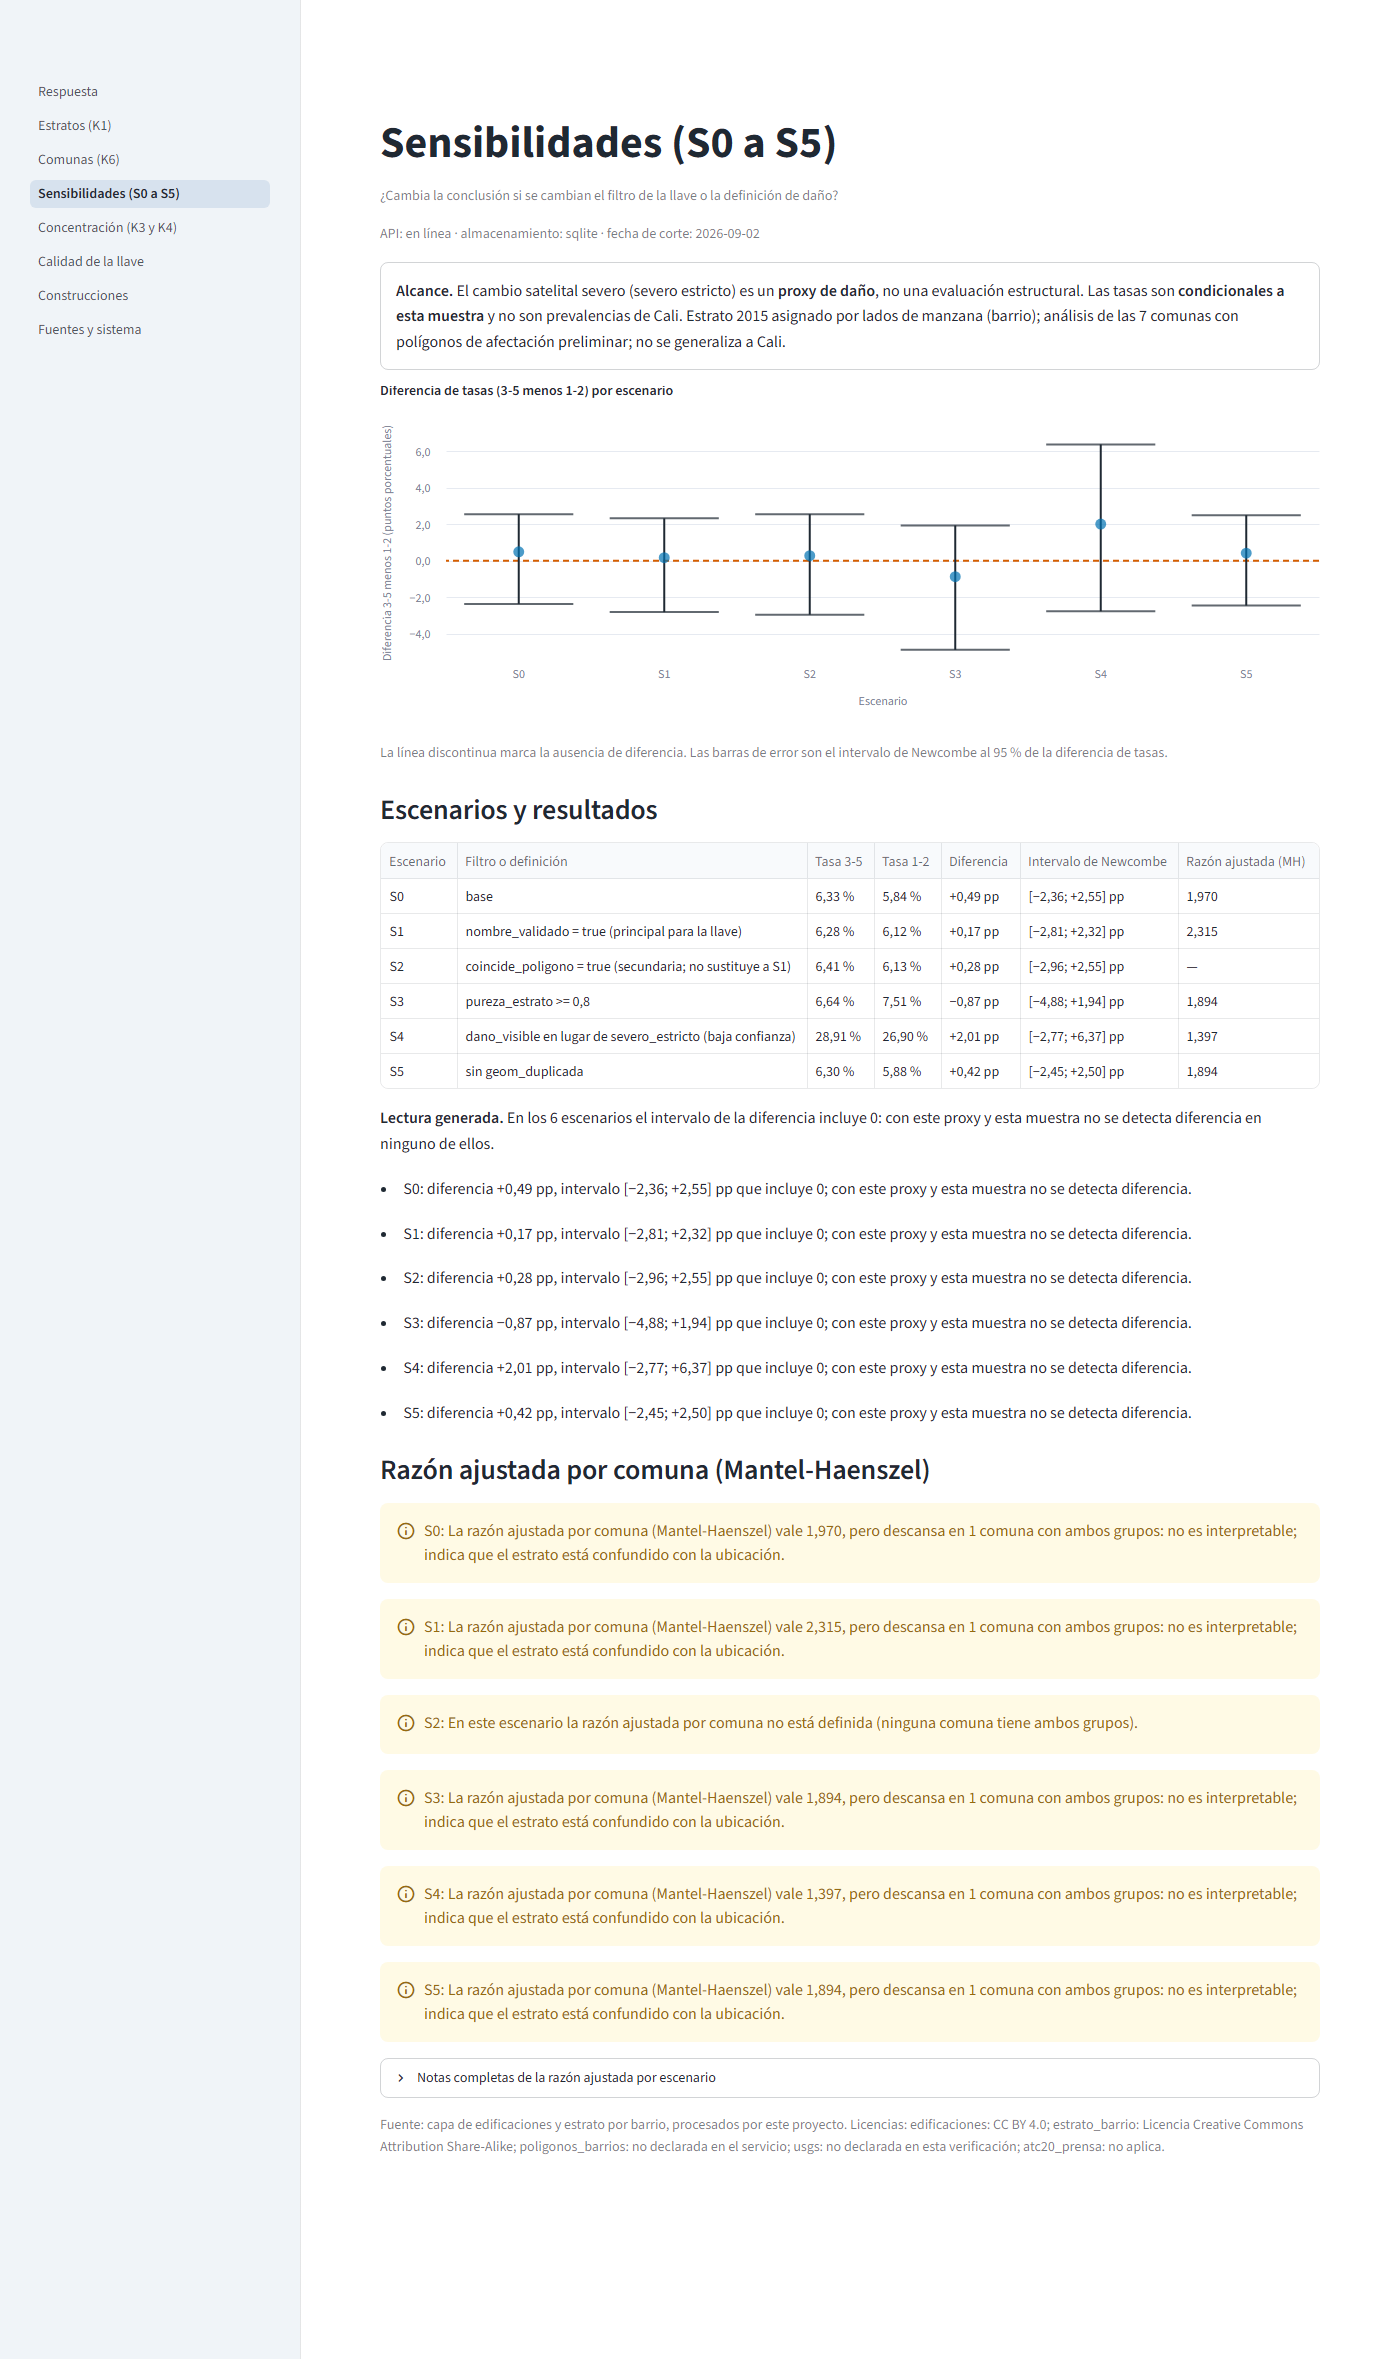 Respuesta
Estratos (K1)
Comunas (K6)
Sensibilidades (S0 a S5)
Concentración (K3 y K4)
Calidad de la llave
Construcciones
Fuentes y sistema
Sensibilidades (S0 a S5)
¿Cambia la conclusión si se cambian el filtro de la llave o la definición de daño?
API: en línea · almacenamiento: sqlite · fecha de corte: 2026-09-02
Alcance. El cambio satelital severo (severo estricto) es un proxy de daño, no una evaluación estructural. Las tasas son condicionales a
esta muestra y no son prevalencias de Cali. Estrato 2015 asignado por lados de manzana (barrio); análisis de las 7 comunas con
polígonos de afectación preliminar; no se generaliza a Cali.
Diferencia de tasas (3-5 menos 1-2) por escenario
Diferencia 3-5 menos 1-2 (puntos porcentuales)
6,0
4,0
2,0
0,0
−2,0
−4,0
S0 S1 S2 S3 S4 S5
Escenario
La línea discontinua marca la ausencia de diferencia. Las barras de error son el intervalo de Newcombe al 95 % de la diferencia de tasas.
Escenarios y resultados
Escenario Filtro o definición Tasa 3-5 Tasa 1-2 Diferencia Intervalo de Newcombe Razón ajustada (MH)
S0 base 6,33 % 5,84 % +0,49 pp [−2,36; +2,55] pp 1,970
S1 nombre_validado = true (principal para la llave) 6,28 % 6,12 % +0,17 pp [−2,81; +2,32] pp 2,315
S2 coincide_poligono = true (secundaria; no sustituye a S1) 6,41 % 6,13 % +0,28 pp [−2,96; +2,55] pp —
S3 pureza_estrato >= 0,8 6,64 % 7,51 % −0,87 pp [−4,88; +1,94] pp 1,894
S4 dano_visible en lugar de severo_estricto (baja confianza) 28,91 % 26,90 % +2,01 pp [−2,77; +6,37] pp 1,397
S5 sin geom_duplicada 6,30 % 5,88 % +0,42 pp [−2,45; +2,50] pp 1,894
Lectura generada. En los 6 escenarios el intervalo de la diferencia incluye 0: con este proxy y esta muestra no se detecta diferencia en
ninguno de ellos.
• S0: diferencia +0,49 pp, intervalo [−2,36; +2,55] pp que incluye 0; con este proxy y esta muestra no se detecta diferencia.
• S1: diferencia +0,17 pp, intervalo [−2,81; +2,32] pp que incluye 0; con este proxy y esta muestra no se detecta diferencia.
• S2: diferencia +0,28 pp, intervalo [−2,96; +2,55] pp que incluye 0; con este proxy y esta muestra no se detecta diferencia.
• S3: diferencia −0,87 pp, intervalo [−4,88; +1,94] pp que incluye 0; con este proxy y esta muestra no se detecta diferencia.
• S4: diferencia +2,01 pp, intervalo [−2,77; +6,37] pp que incluye 0; con este proxy y esta muestra no se detecta diferencia.
• S5: diferencia +0,42 pp, intervalo [−2,45; +2,50] pp que incluye 0; con este proxy y esta muestra no se detecta diferencia.
Razón ajustada por comuna (Mantel-Haenszel)
S0: La razón ajustada por comuna (Mantel-Haenszel) vale 1,970, pero descansa en 1 comuna con ambos grupos: no es interpretable;
indica que el estrato está confundido con la ubicación.
S1: La razón ajustada por comuna (Mantel-Haenszel) vale 2,315, pero descansa en 1 comuna con ambos grupos: no es interpretable;
indica que el estrato está confundido con la ubicación.
S2: En este escenario la razón ajustada por comuna no está definida (ninguna comuna tiene ambos grupos).
S3: La razón ajustada por comuna (Mantel-Haenszel) vale 1,894, pero descansa en 1 comuna con ambos grupos: no es interpretable;
indica que el estrato está confundido con la ubicación.
S4: La razón ajustada por comuna (Mantel-Haenszel) vale 1,397, pero descansa en 1 comuna con ambos grupos: no es interpretable;
indica que el estrato está confundido con la ubicación.
S5: La razón ajustada por comuna (Mantel-Haenszel) vale 1,894, pero descansa en 1 comuna con ambos grupos: no es interpretable;
indica que el estrato está confundido con la ubicación.
Notas completas de la razón ajustada por escenario
Fuente: capa de edificaciones y estrato por barrio, procesados por este proyecto. Licencias: edificaciones: CC BY 4.0; estrato_barrio: Licencia Creative Commons
Attribution Share-Alike; poligonos_barrios: no declarada en el servicio; usgs: no declarada en esta verificación; atc20_prensa: no aplica.